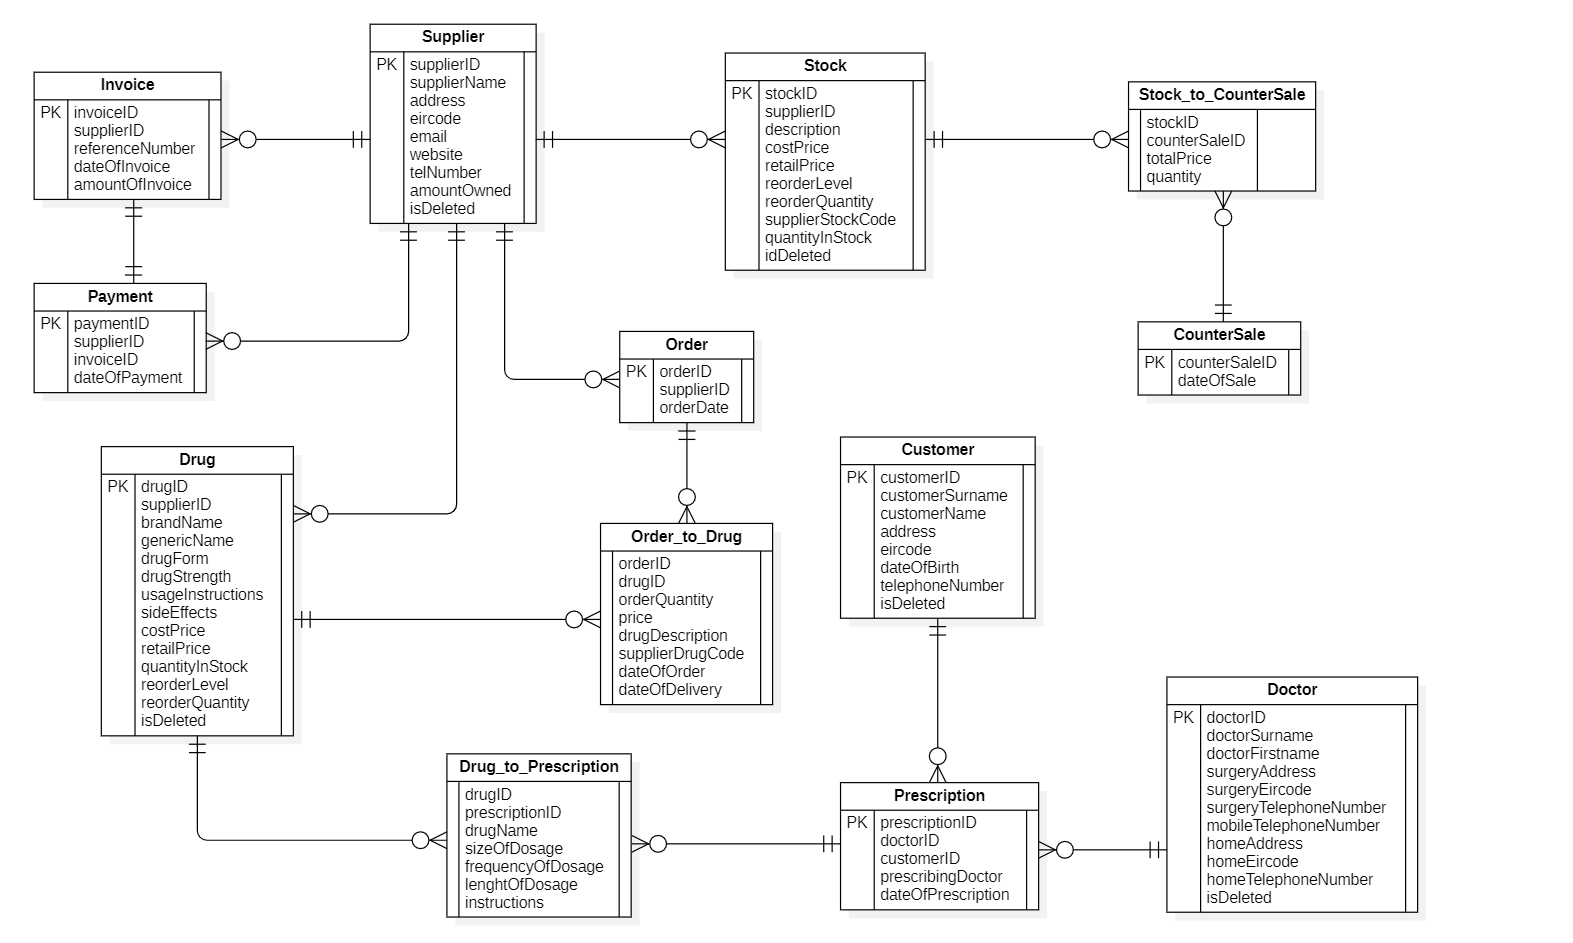 Supplier
PK supplierID
supplierName
address
eircode
email
website
telNumber
amountOwned
isDeleted
Invoice
PK invoiceID
supplierID
referenceNumber
dateOfInvoice
amountOfInvoice
Stock
PK stockID
supplierID
description
costPrice
retailPrice
reorderLevel
reorderQuantity
supplierStockCode
quantityInStock
idDeleted
Stock_to_CounterSale
stockID
counterSaleID
totalPrice
quantity
Payment
PK paymentID
supplierID
invoiceID
dateOfPayment
Order
PK orderID
supplierID
orderDate
CounterSale
PK counterSaleID
dateOfSale
Drug
PK drugID
supplierID
brandName
genericName
drugForm
drugStrength
usageInstructions
sideEffects
costPrice
retailPrice
quantityInStock
reorderLevel
reorderQuantity
isDeleted
Order_to_Drug
orderID
drugID
orderQuantity
price
drugDescription
supplierDrugCode
dateOfOrder
dateOfDelivery
Customer
PK customerID
customerSurname
customerName
address
eircode
dateOfBirth
telephoneNumber
isDeleted
Drug_to_Prescription
drugID
prescriptionID
drugName
sizeOfDosage
frequencyOfDosage
lenghtOfDosage
instructions
Prescription
PK prescriptionID
doctorID
customerID
prescribingDoctor
dateOfPrescription
Doctor
PK doctorID
doctorSurname
doctorFirstname
surgeryAddress
surgeryEircode
surgeryTelephoneNumber
mobileTelephoneNumber
homeAddress
homeEircode
homeTelephoneNumber
isDeleted